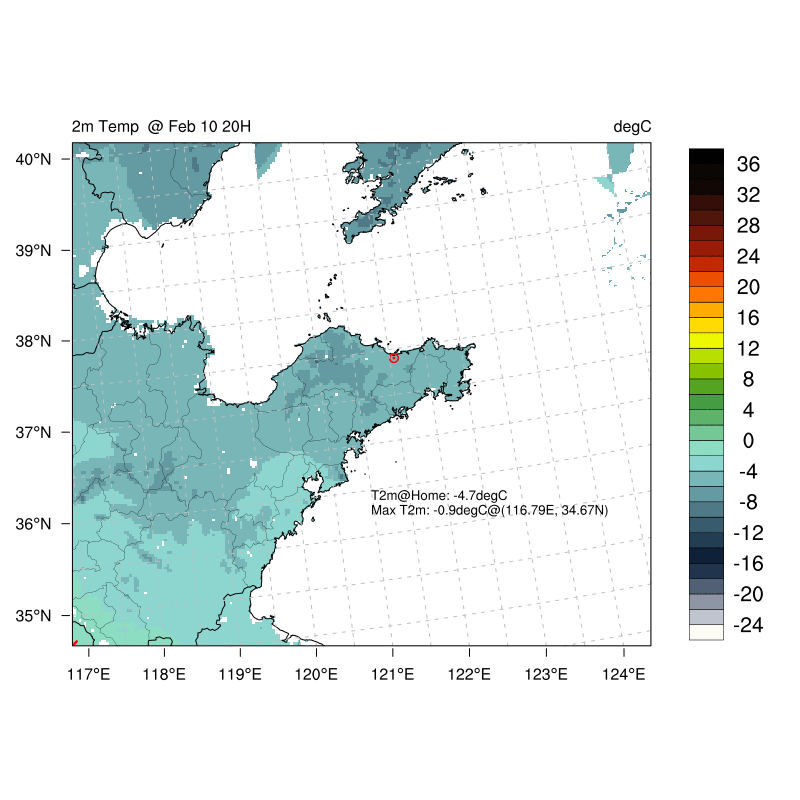 2m Temp @ Feb 10 20H
degC
40°N
39°N
38°N
37°N
36°N
35°N
117°E
118°E
119°E
120°E
121°E
122°E
123°E
124°E
T2m@Home: -4.7degC
Max T2m: -0.9degC@(116.79E, 34.67N)
36
32
28
24
20
16
12
8
4
0
-4
-8
-12
-16
-20
-24